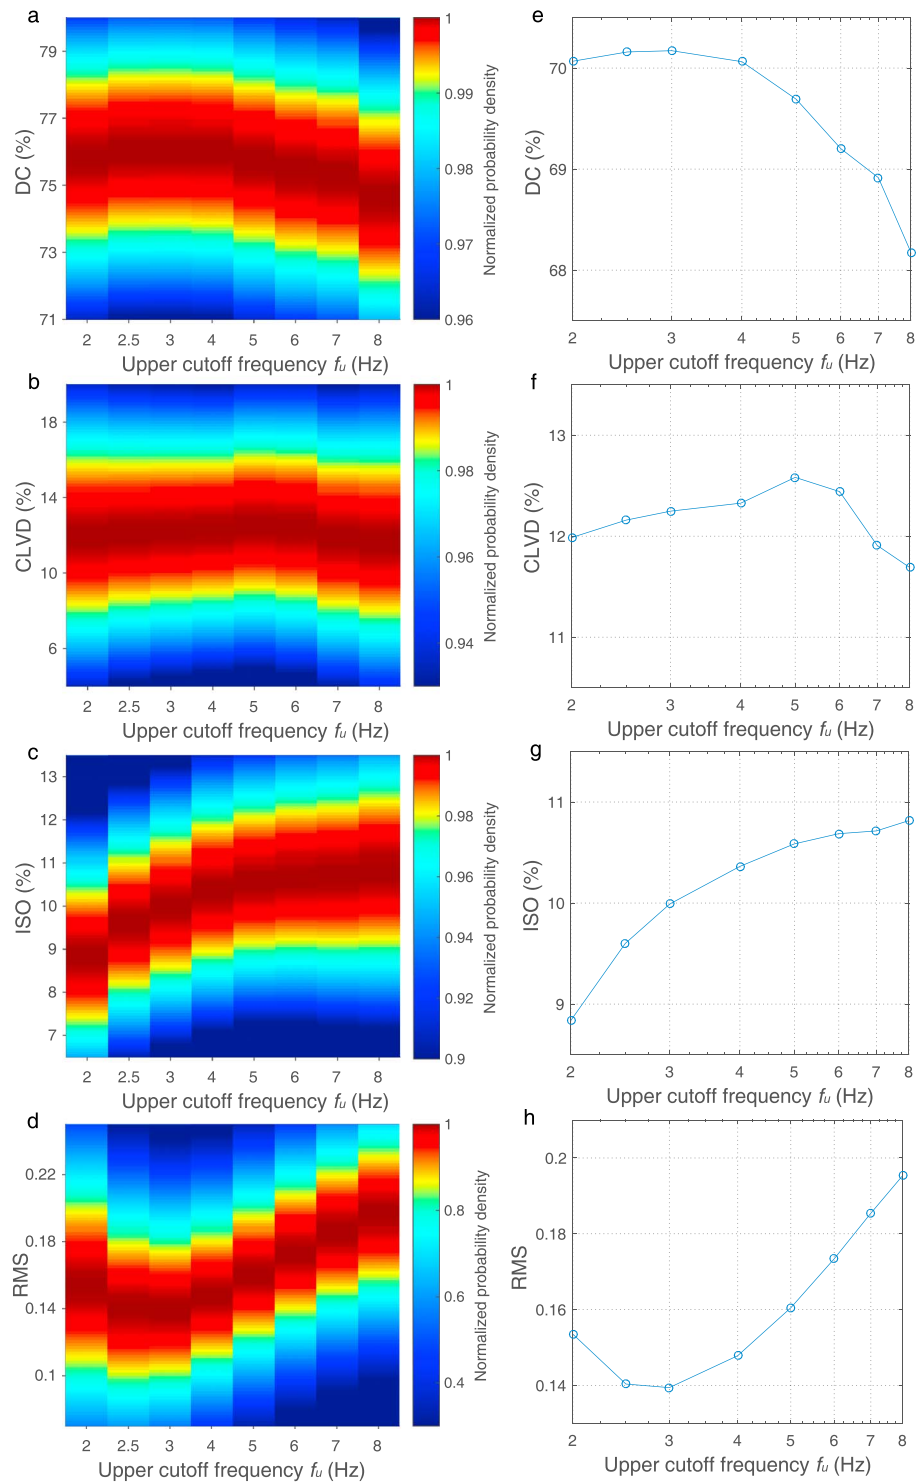 a
79
77
75
73
71
DC (%)
2 2.5 3 4 5 6 7 8
Upper cutoff frequency fu (Hz)
1
0.99
0.98
0.97
0.96
Normalized probability density
e
70
69
68
DC (%)
2 3 4 5 6 7 8
Upper cutoff frequency fu (Hz)
b
18
14
10
6
CLVD (%)
2 2.5 3 4 5 6 7 8
Upper cutoff frequency fu (Hz)
1
0.98
0.96
0.94
Normalized probability density
f
13
12
11
CLVD (%)
2 3 4 5 6 7 8
Upper cutoff frequency fu (Hz)
c
13
12
11
10
9
8
7
ISO (%)
2 2.5 3 4 5 6 7 8
Upper cutoff frequency fu (Hz)
1
0.98
0.96
0.94
0.92
0.9
Normalized probability density
g
11
10
9
ISO (%)
2 3 4 5 6 7 8
Upper cutoff frequency fu (Hz)
d
0.22
0.18
0.14
0.1
RMS
2 2.5 3 4 5 6 7 8
Upper cutoff frequency fu (Hz)
1
0.8
0.6
0.4
Normalized probability density
h
0.2
0.18
0.16
0.14
RMS
2 3 4 5 6 7 8
Upper cutoff frequency fu (Hz)